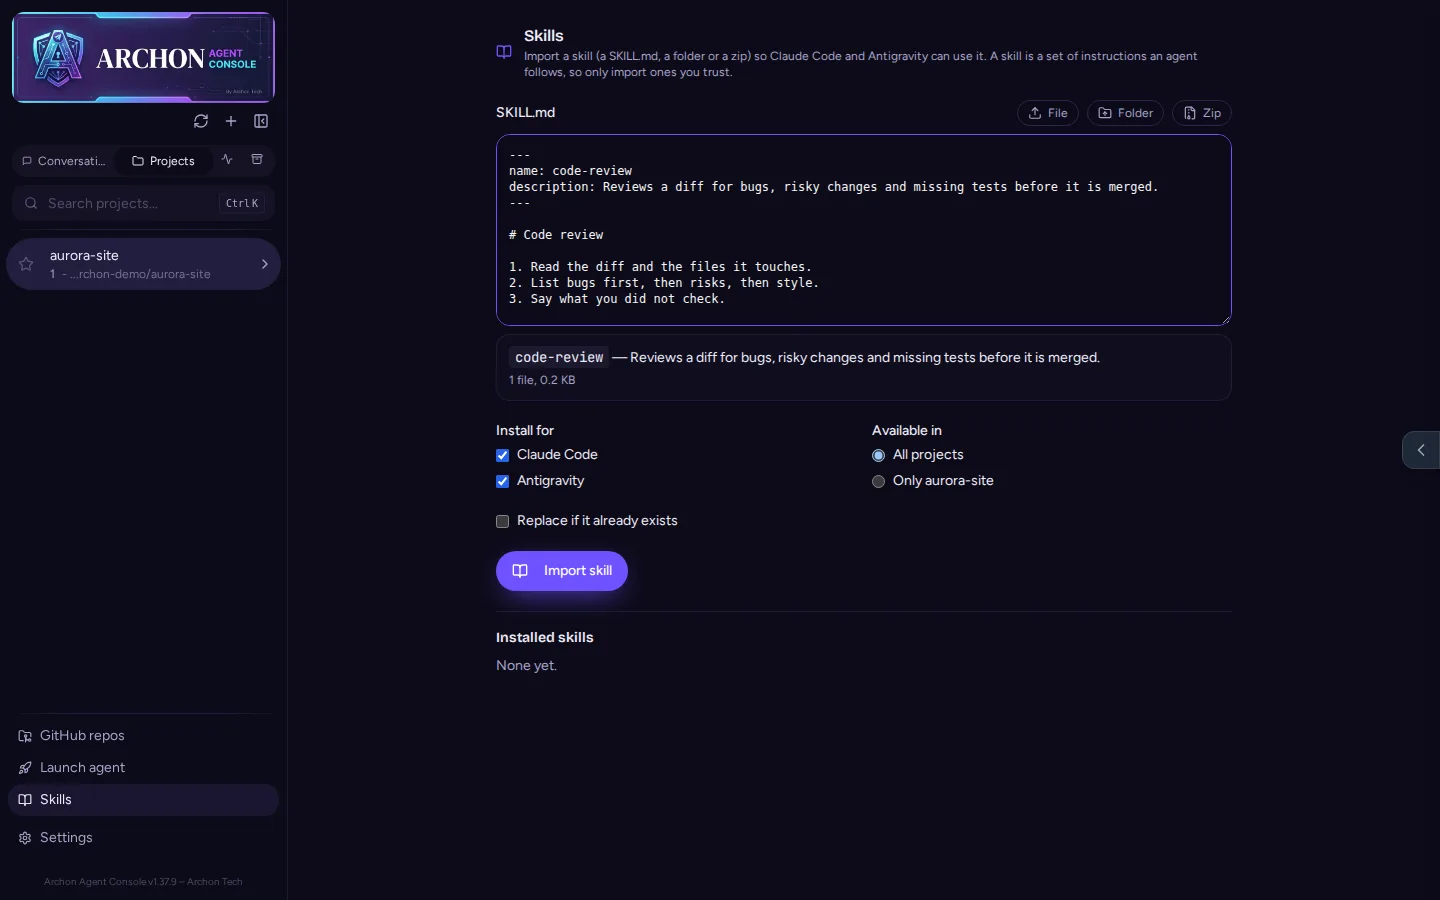 ARCHON AGENT CONSOLE
By Archon Tech
Conversati...
Projects
Search projects...
Ctrl K
aurora-site
1 - ...rchon-demo/aurora-site
GitHub repos
Launch agent
Skills
Settings
Archon Agent Console v1.37.9 – Archon Tech
Skills
Import a skill (a SKILL.md, a folder or a zip) so Claude Code and Antigravity can use it. A skill is a set of instructions an agent
follows, so only import ones you trust.
SKILL.md
File
Folder
Zip
---
name: code-review
description: Reviews a diff for bugs, risky changes and missing tests before it is merged.
---
# Code review
1. Read the diff and the files it touches.
2. List bugs first, then risks, then style.
3. Say what you did not check.
code-review — Reviews a diff for bugs, risky changes and missing tests before it is merged.
1 file, 0.2 KB
Install for
Claude Code
Antigravity
Available in
All projects
Only aurora-site
Replace if it already exists
Import skill
Installed skills
None yet.